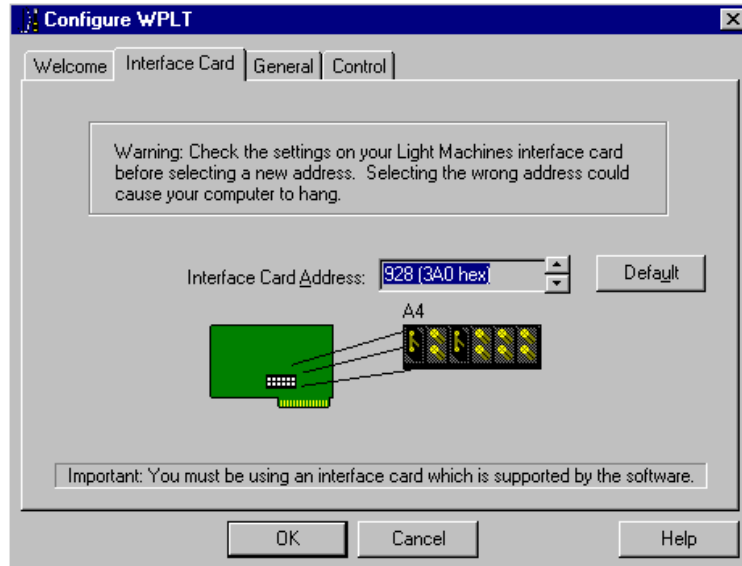 Configure WPLT
Welcome Interface Card General Control
Warning: Check the settings on your Light Machines interface card
before selecting a new address. Selecting the wrong address could
cause your computer to hang.
Interface Card Address: 928 (3A0 hex) Default
A4
Important: You must be using an interface card which is supported by the software.
OK Cancel Help